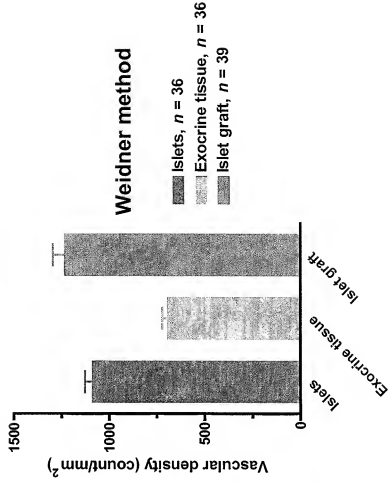 Weidner method
Islets, n = 36
Exocrine tissue, n = 36
Islet graft, n = 39
Vascular density (count/mm²)
1500
1000
500
0
Islets
Exocrine tissue
Islet graft